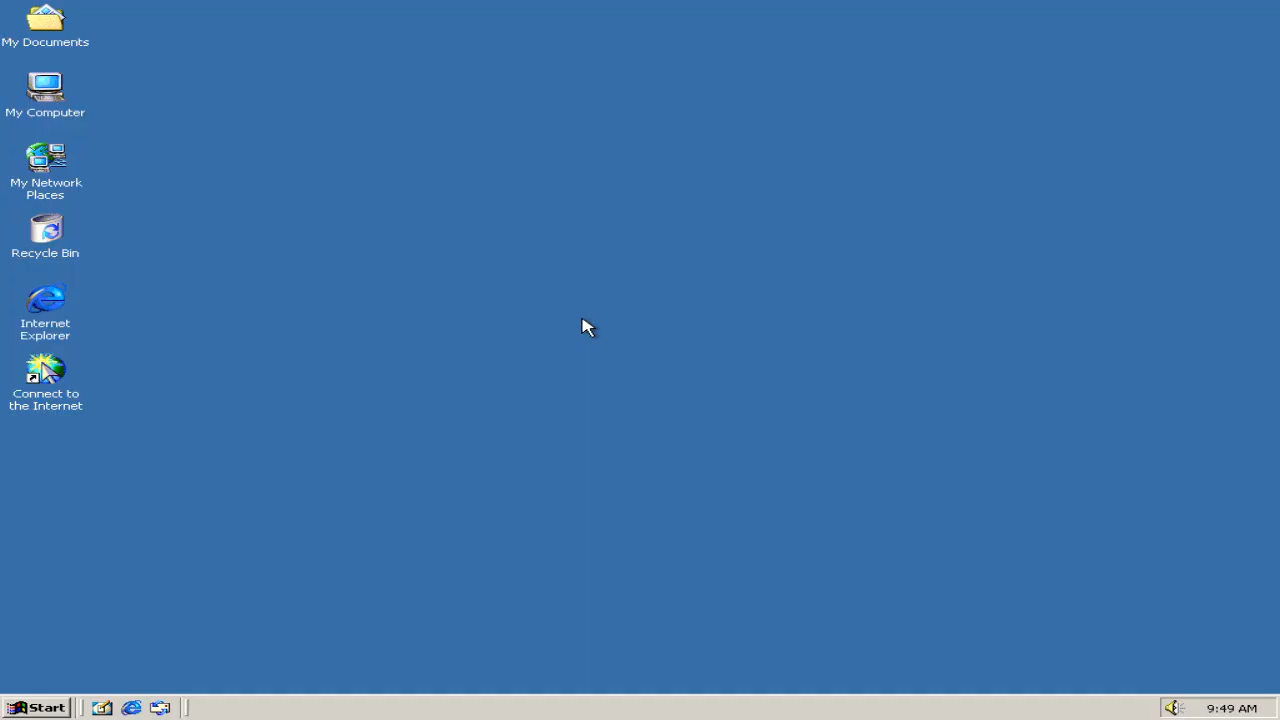 My Documents
My Computer
My Network
Places
Recycle Bin
Internet
Explorer
Connect to
the Internet
Start
9:49 AM